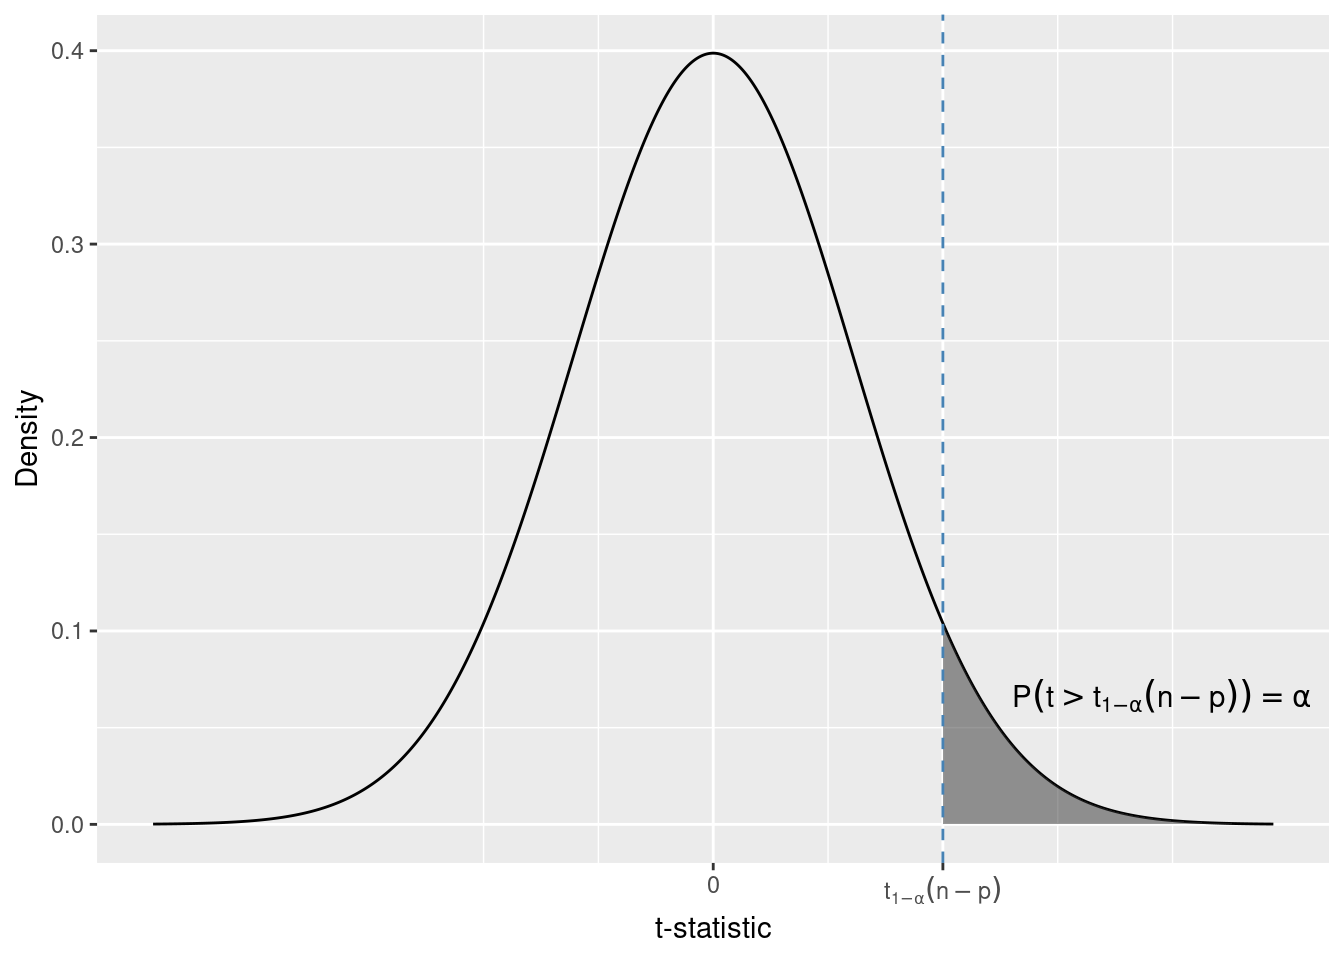 0.4
0.3
0.2
0.1
0.0
Density
P(t > t₁₋α(n − p)) = α
0
t₁₋α(n − p)
t-statistic